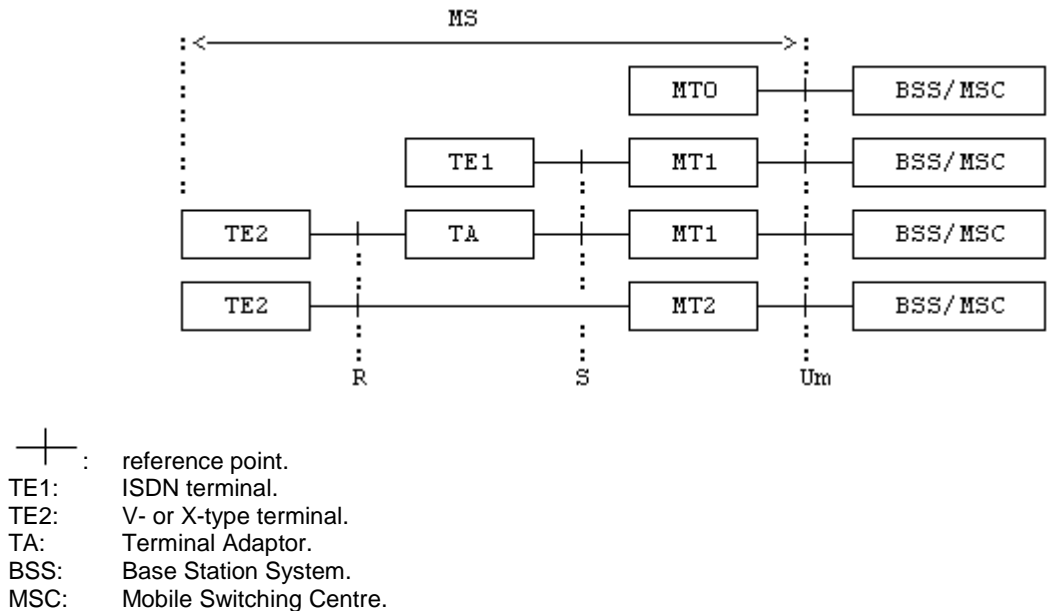 MS
MT0 BSS/MSC
TE1 MT1 BSS/MSC
TE2 TA MT1 BSS/MSC
TE2 MT2 BSS/MSC
R S Um
: reference point.
TE1: ISDN terminal.
TE2: V- or X-type terminal.
TA: Terminal Adaptor.
BSS: Base Station System.
MSC: Mobile Switching Centre.